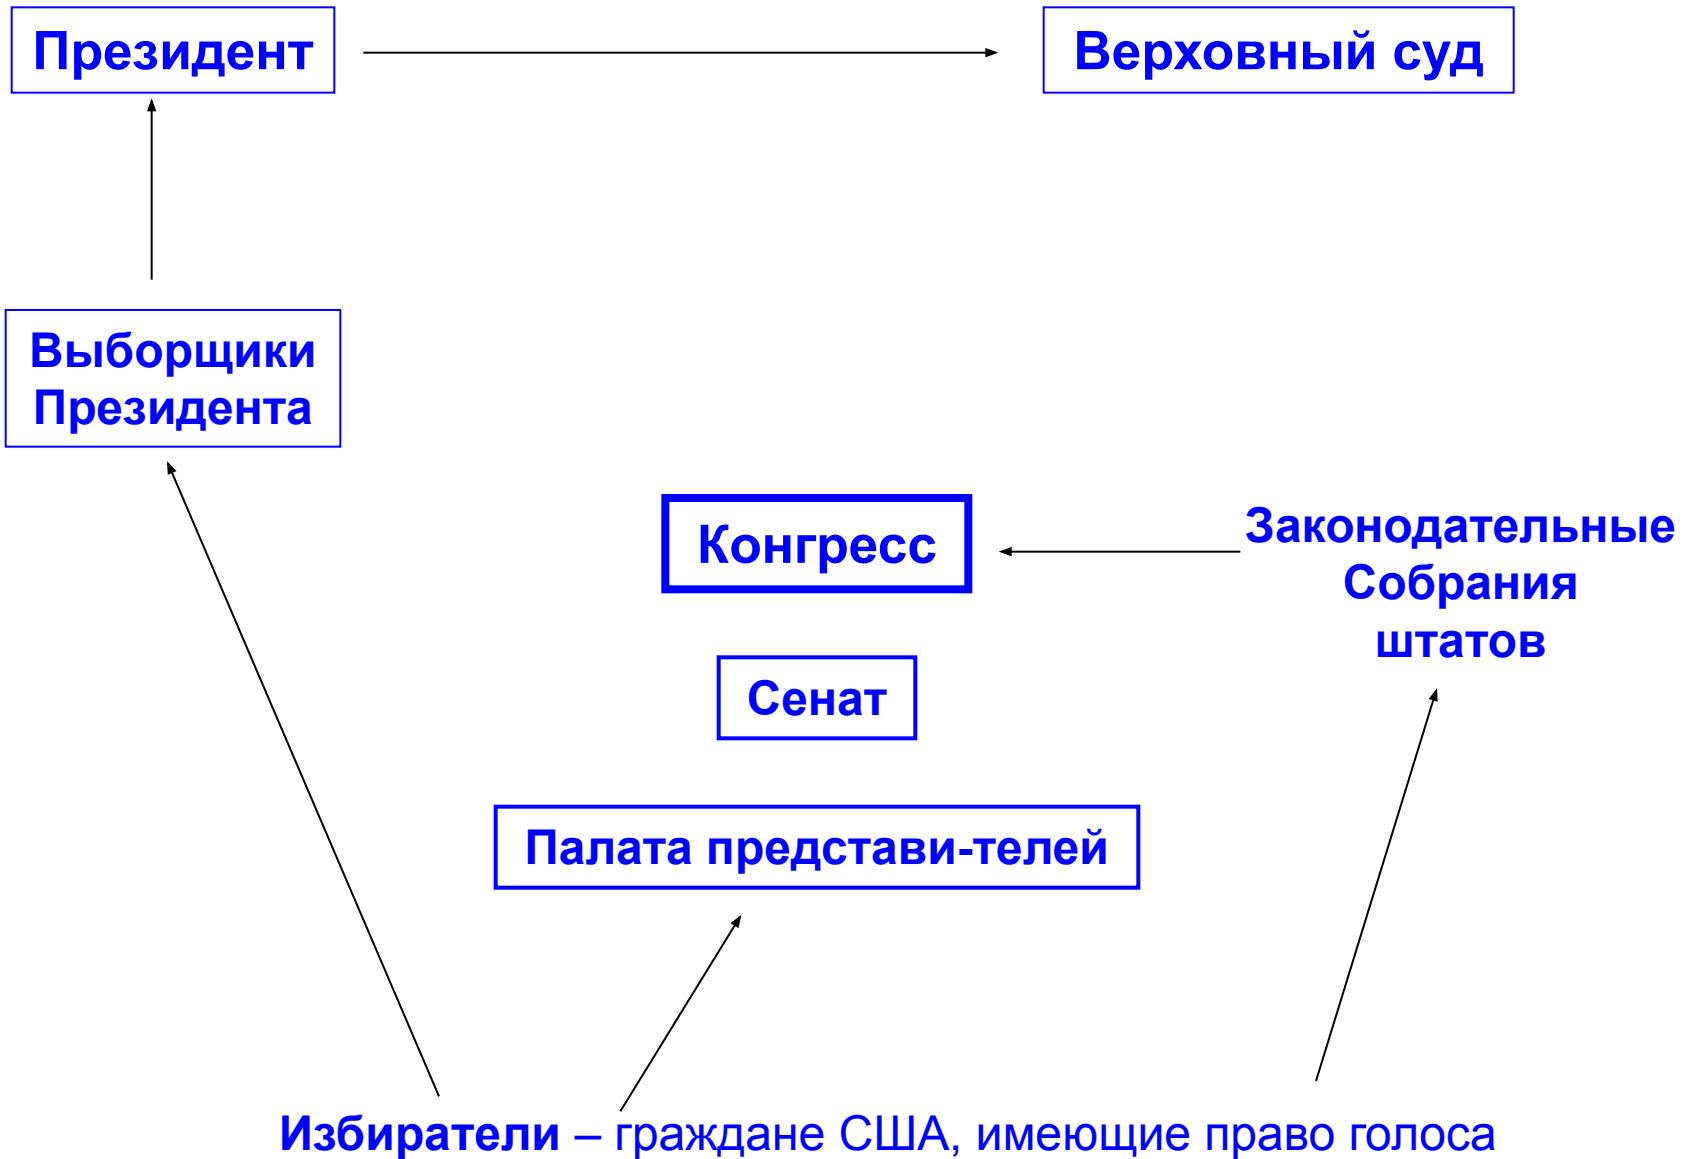 Президент
Верховный суд
Выборщики
Президента
Конгресс
Законодательные
Собрания
штатов
Сенат
Палата представи-телей
Избиратели – граждане США, имеющие право голоса